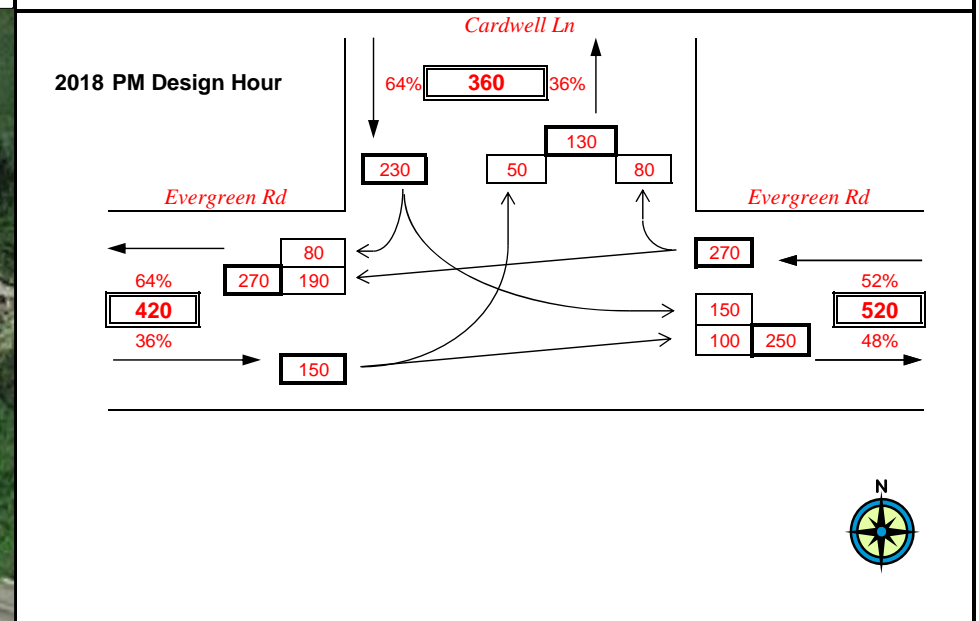 Cardwell Ln
2018 PM Design Hour
64% 360 36%
130
230 50 80
Evergreen Rd Evergreen Rd
80 270
64% 270 190 52%
420 150 520
36% 100 250 48%
150
N